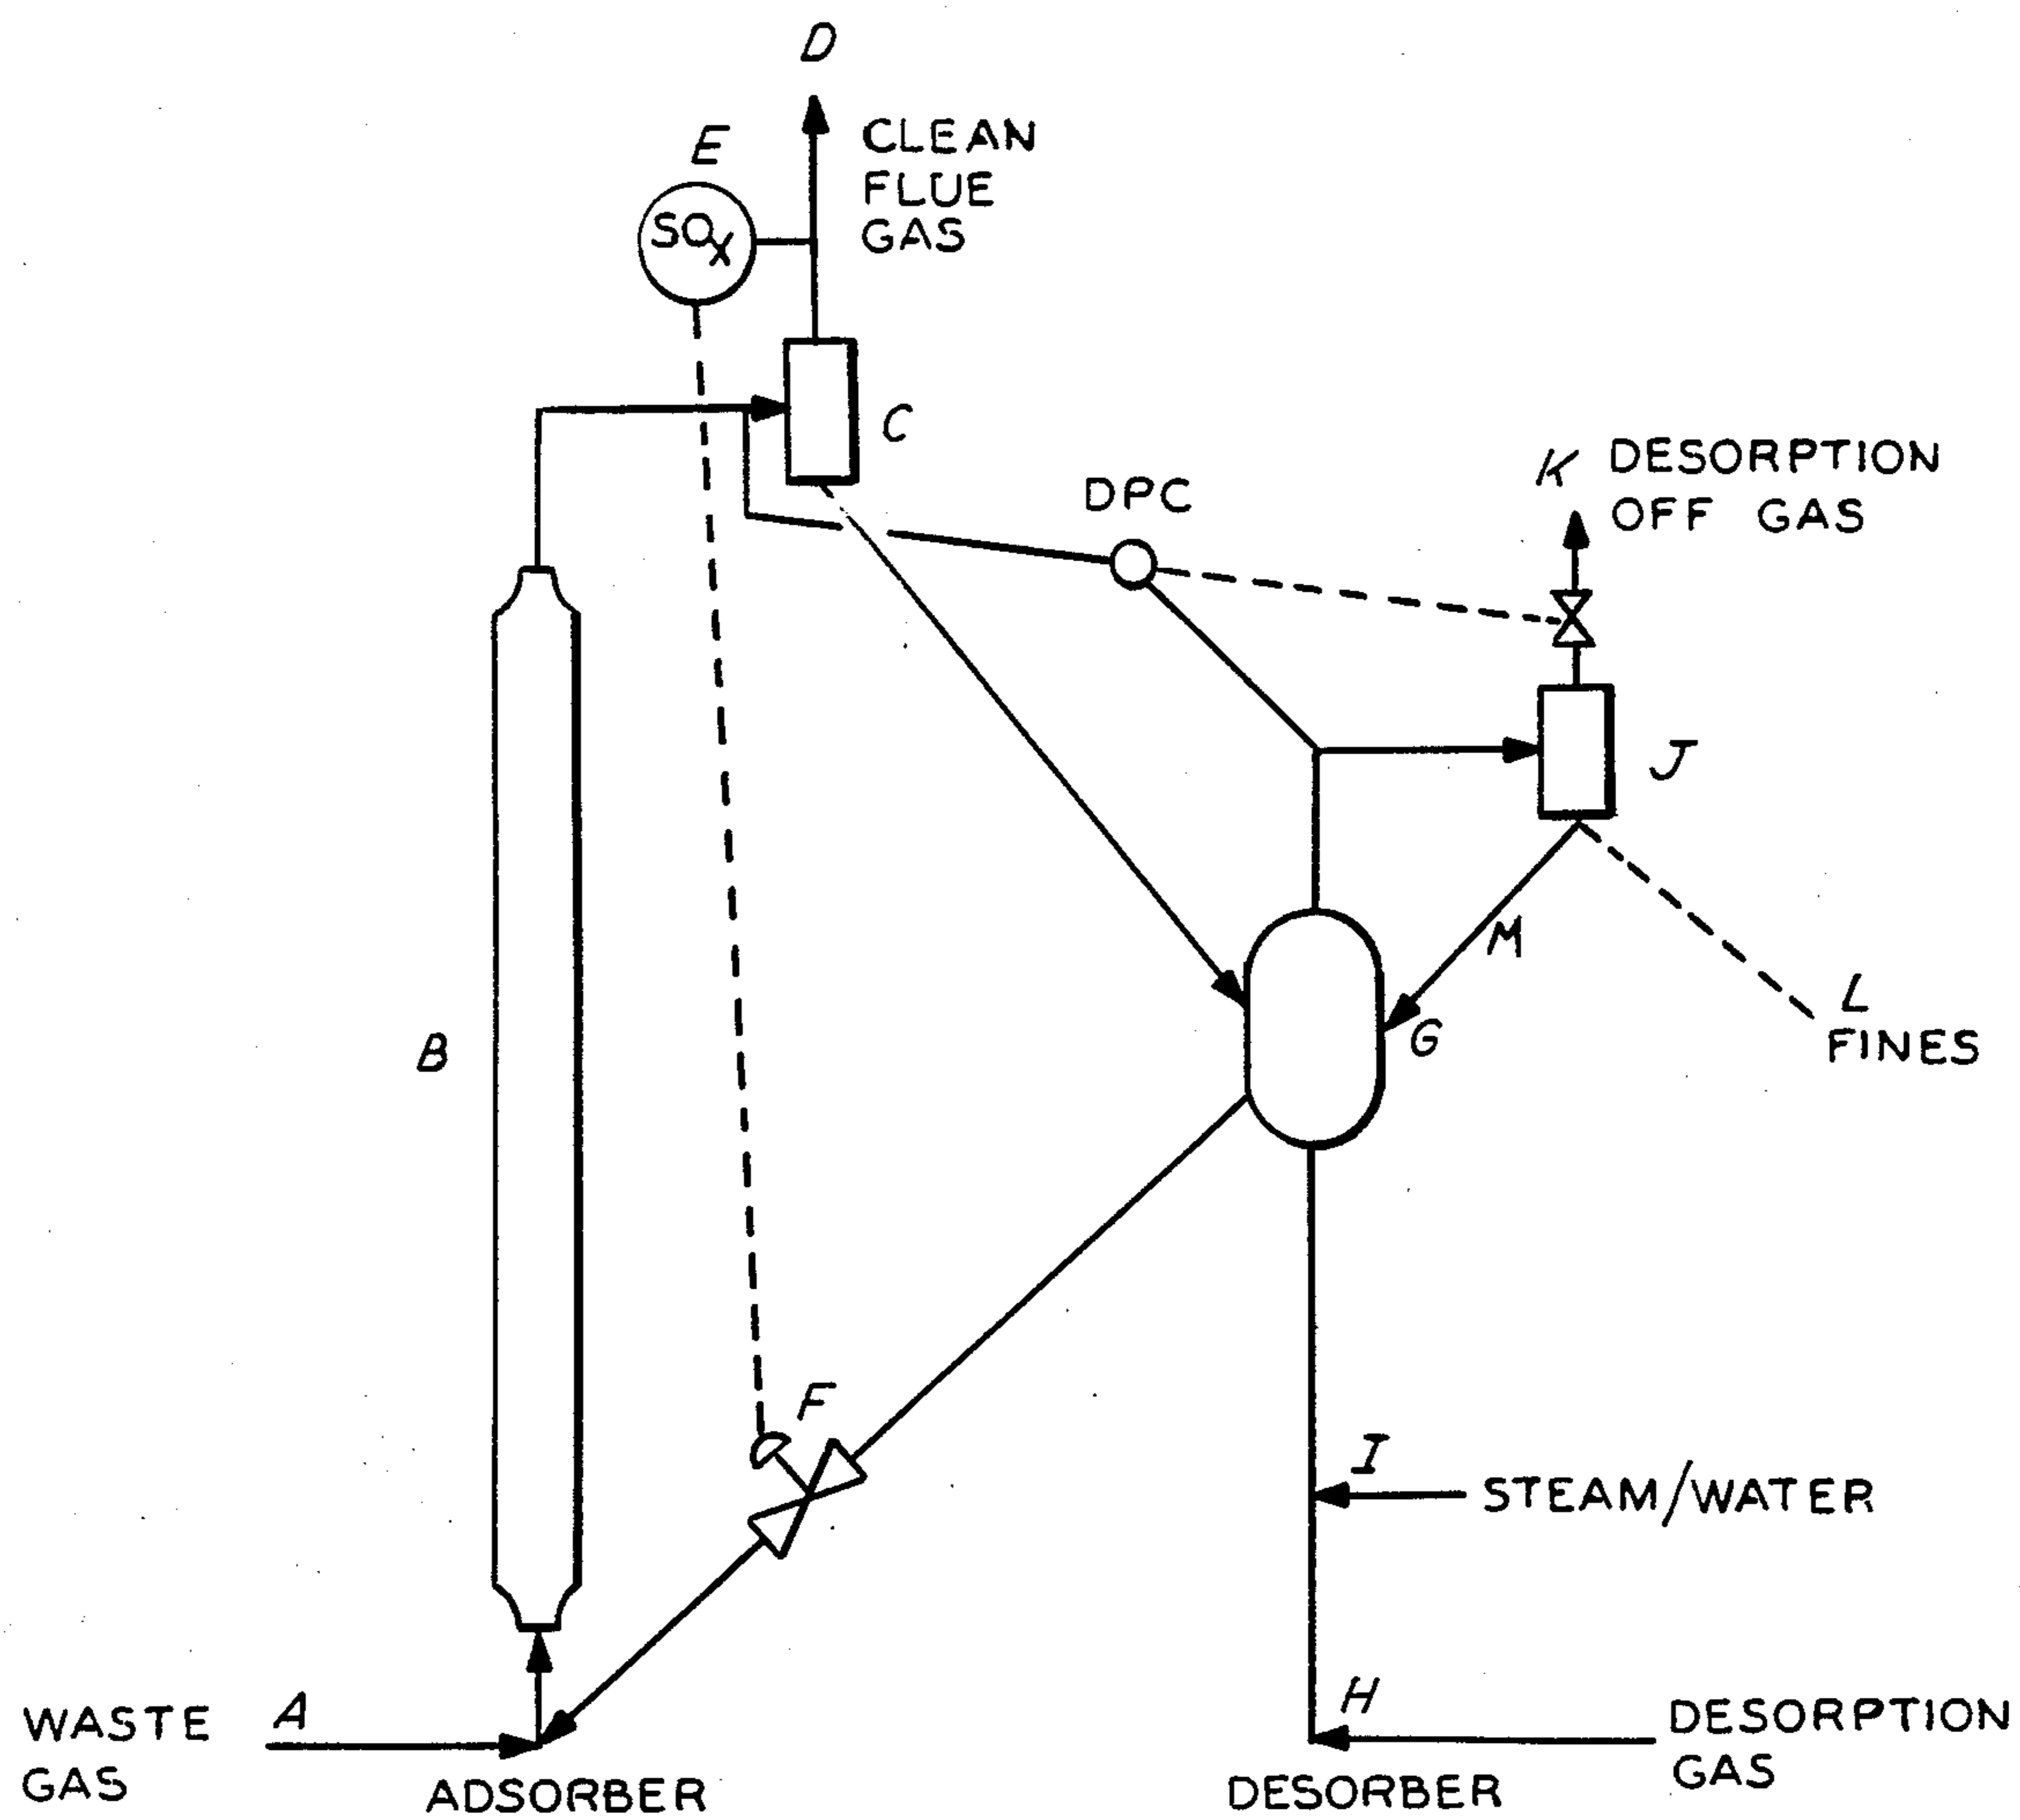 D
E
CLEAN
FLUE
GAS
SOX
C
K
DESORPTION
OFF GAS
DPC
J
M
G
L
FINES
B
F
I
STEAM/WATER
H
WASTE
GAS
A
ADSORBER
DESORBER
DESORPTION
GAS